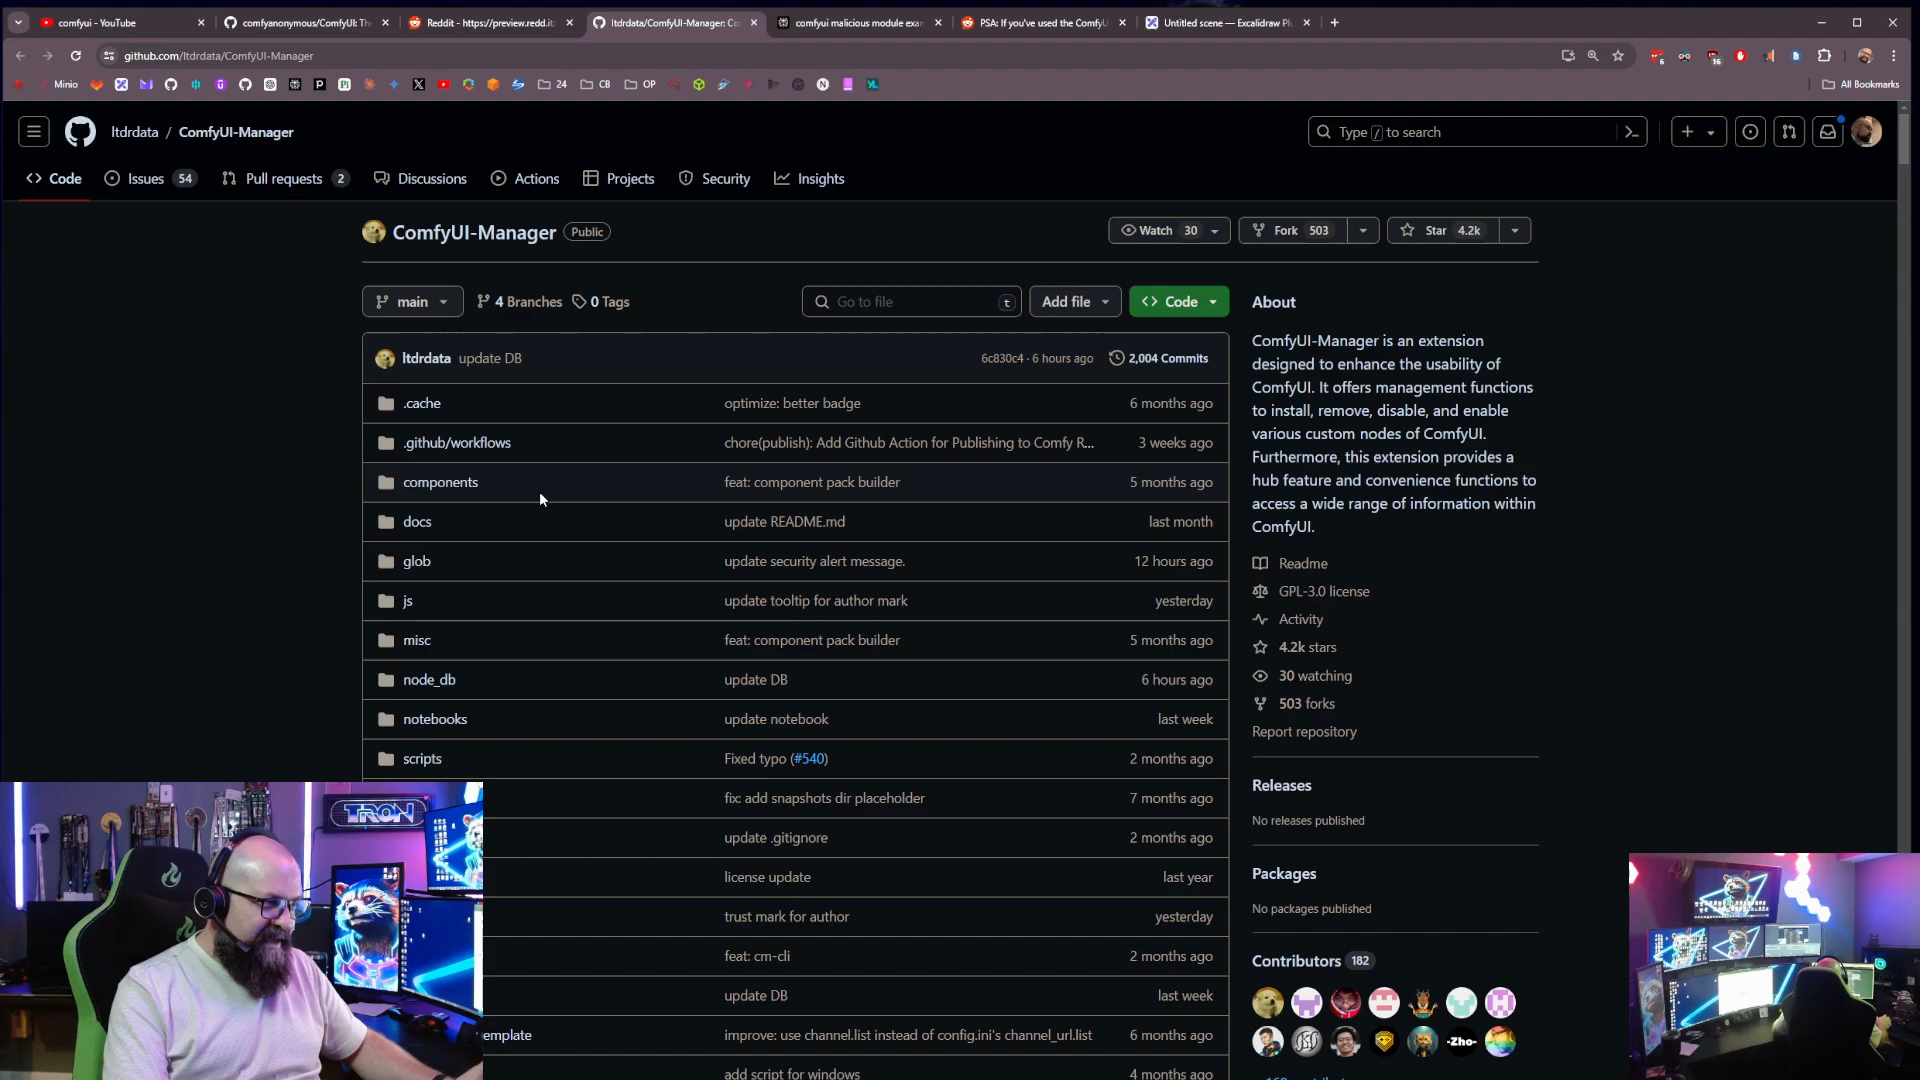 comfyui - YouTube
comfyanonymous/ComfyUI: Th
Reddit - https://preview.redd.it
ltdrdata/ComfyUI-Manager: Co
comfyui malicious module exa
PSA: If you've used the ComfyU
Untitled scene — Excalidraw Pl
github.com/ltdrdata/ComfyUI-Manager
Minio
24
CB
OP
All Bookmarks
ltdrdata / ComfyUI-Manager
Type / to search
Code
Issues 54
Pull requests 2
Discussions
Actions
Projects
Security
Insights
ComfyUI-Manager Public
Watch 30
Fork 503
Star 4.2k
main
4 Branches
0 Tags
Go to file t
Add file
Code
ltdrdata update DB 6c830c4 · 6 hours ago 2,004 Commits
.cache optimize: better badge 6 months ago
.github/workflows chore(publish): Add Github Action for Publishing to Comfy R... 3 weeks ago
components feat: component pack builder 5 months ago
docs update README.md last month
glob update security alert message. 12 hours ago
js update tooltip for author mark yesterday
misc feat: component pack builder 5 months ago
node_db update DB 6 hours ago
notebooks update notebook last week
scripts Fixed typo (#540) 2 months ago
fix: add snapshots dir placeholder 7 months ago
update .gitignore 2 months ago
license update last year
trust mark for author yesterday
feat: cm-cli 2 months ago
update DB last week
emplate improve: use channel.list instead of config.ini's channel_url.list 6 months ago
add script for windows 4 months ago
About
ComfyUI-Manager is an extension
designed to enhance the usability of
ComfyUI. It offers management functions
to install, remove, disable, and enable
various custom nodes of ComfyUI.
Furthermore, this extension provides a
hub feature and convenience functions to
access a wide range of information within
ComfyUI.
Readme
GPL-3.0 license
Activity
4.2k stars
30 watching
503 forks
Report repository
Releases
No releases published
Packages
No packages published
Contributors 182
-Zho-
TRON